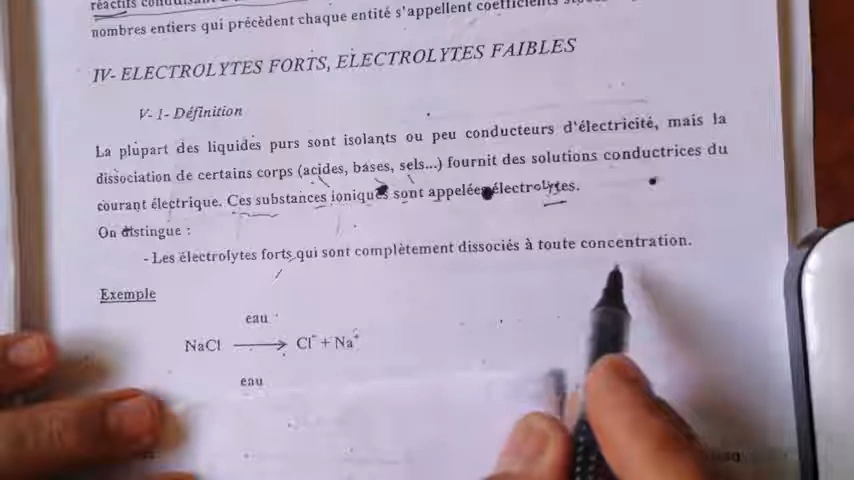 réactifs
nombres entiers qui précèdent chaque entité s'appellent coefficients
IV- ELECTROLYTES FORTS, ELECTROLYTES FAIBLES
V- 1- Définition
La plupart des liquides purs sont isolants ou peu conducteurs d'électricité, mais la
dissociation de certains corps (acides, bases, sels...) fournit des solutions conductrices du
courant électrique. Ces substances ioniques sont appelées électrolytes.
On distingue :
- Les électrolytes forts qui sont complètement dissociés à toute concentration.
Exemple
eau
NaCl ⟶ Cl⁻ + Na⁺
eau